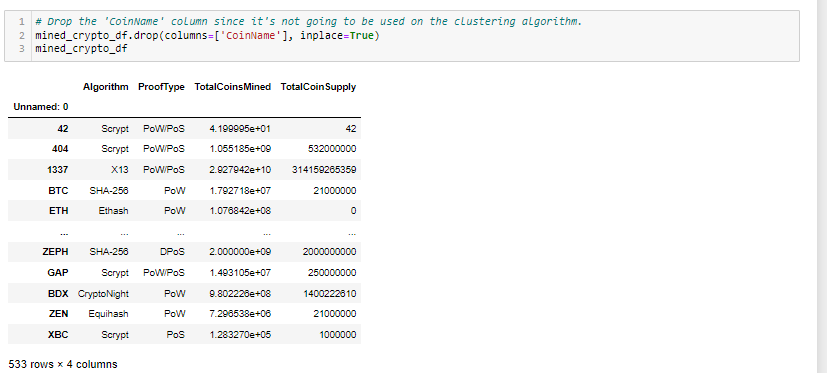 1 # Drop the 'CoinName' column since it's not going to be used on the clustering algorithm.
2 mined_crypto_df.drop(columns=['CoinName'], inplace=True)
3 mined_crypto_df
Algorithm ProofType TotalCoinsMined TotalCoinSupply
Unnamed: 0
42 Scrypt PoW/PoS 4.199995e+01 42
404 Scrypt PoW/PoS 1.055185e+09 532000000
1337 X13 PoW/PoS 2.927942e+10 314159265359
BTC SHA-256 PoW 1.792718e+07 21000000
ETH Ethash PoW 1.076842e+08 0
... ... ... ... ...
ZEPH SHA-256 DPoS 2.000000e+09 2000000000
GAP Scrypt PoW/PoS 1.493105e+07 250000000
BDX CryptoNight PoW 9.802226e+08 1400222610
ZEN Equihash PoW 7.296538e+06 21000000
XBC Scrypt PoS 1.283270e+05 1000000
533 rows × 4 columns